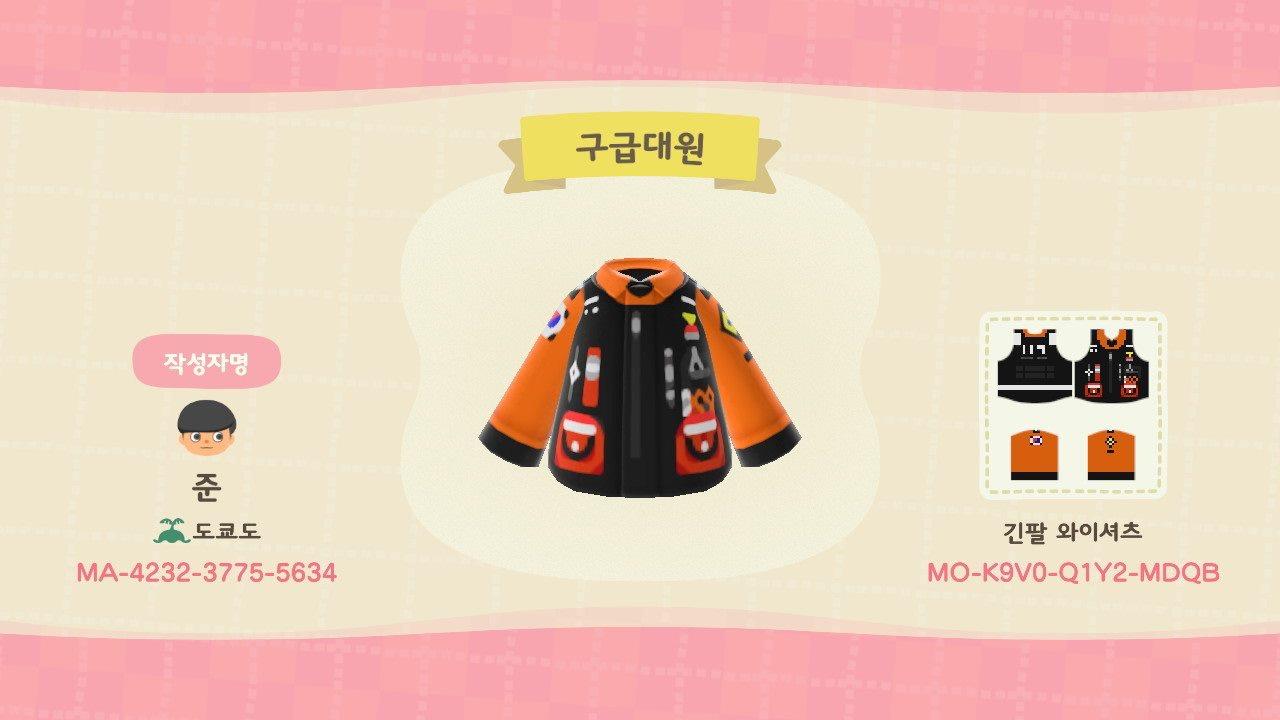 구급대원
작성자명
준
도쿄도
MA-4232-3775-5634
긴팔 와이셔츠
MO-K9V0-Q1Y2-MDQB